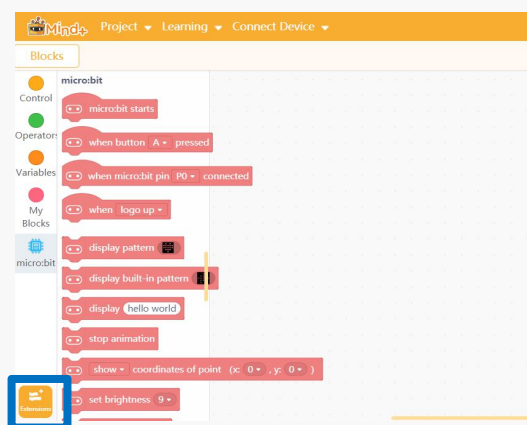 Mind+ Project Learning Connect Device
Blocks
micro:bit
Control
micro:bit starts
Operators
when button A pressed
Variables
when micro:bit pin P0 connected
My
Blocks
when logo up
micro:bit
display pattern
display built-in pattern
display hello world
stop animation
show coordinates of point (x: 0 , y: 0 )
Extensions
set brightness 9